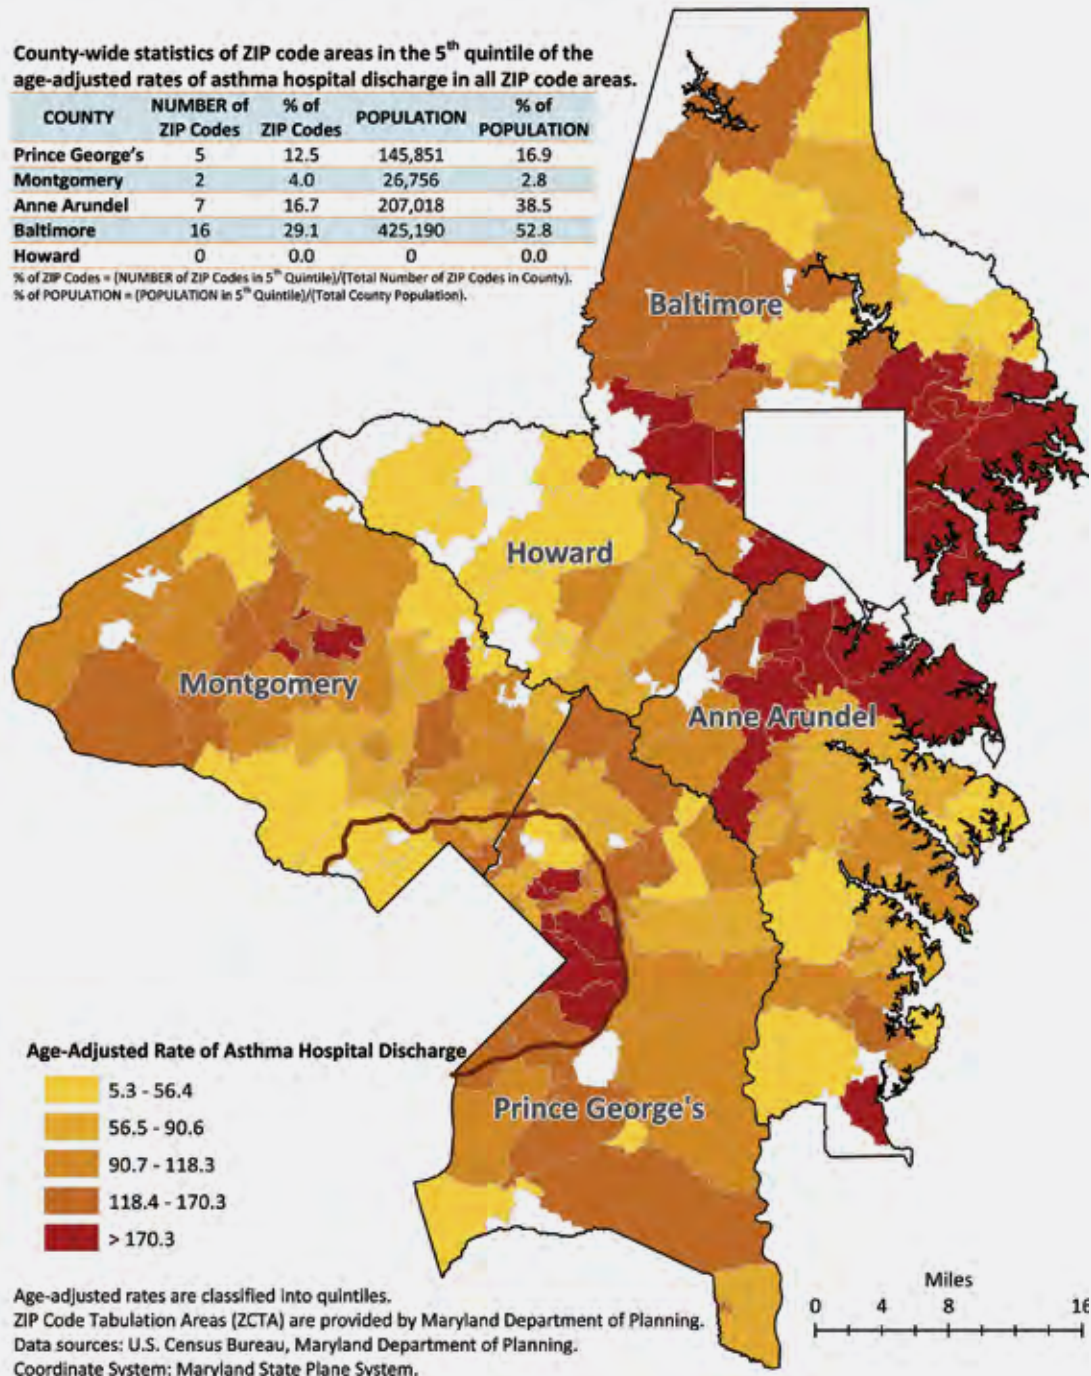 County-wide statistics of ZIP code areas in the 5th quintile of the
age-adjusted rates of asthma hospital discharge in all ZIP code areas.
COUNTY NUMBER of ZIP Codes % of ZIP Codes POPULATION % of POPULATION
Prince George's 5 12.5 145,851 16.9
Montgomery 2 4.0 26,756 2.8
Anne Arundel 7 16.7 207,018 38.5
Baltimore 16 29.1 425,190 52.8
Howard 0 0.0 0 0.0
% of ZIP Codes = (NUMBER of ZIP Codes in 5th Quintile)/(Total Number of ZIP Codes in County).
% of POPULATION = (POPULATION in 5th Quintile)/(Total County Population).
Baltimore
Howard
Montgomery
Anne Arundel
Prince George's
Age-Adjusted Rate of Asthma Hospital Discharge
5.3 - 56.4
56.5 - 90.6
90.7 - 118.3
118.4 - 170.3
> 170.3
Age-adjusted rates are classified into quintiles.
ZIP Code Tabulation Areas (ZCTA) are provided by Maryland Department of Planning.
Data sources: U.S. Census Bureau, Maryland Department of Planning.
Coordinate System: Maryland State Plane System.
Miles
0 4 8 16